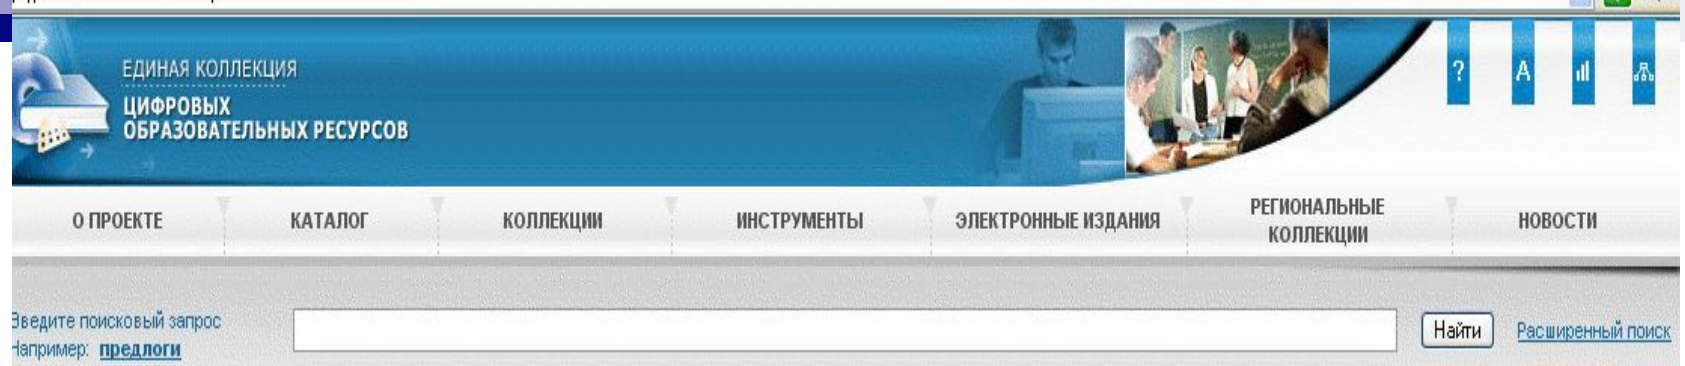 ЕДИНАЯ КОЛЛЕКЦИЯ
ЦИФРОВЫХ
ОБРАЗОВАТЕЛЬНЫХ РЕСУРСОВ
?
A
О ПРОЕКТЕ
КАТАЛОГ
КОЛЛЕКЦИИ
ИНСТРУМЕНТЫ
ЭЛЕКТРОННЫЕ ИЗДАНИЯ
РЕГИОНАЛЬНЫЕ
КОЛЛЕКЦИИ
НОВОСТИ
Введите поисковый запрос
Например: предлоги
Найти
Расширенный поиск